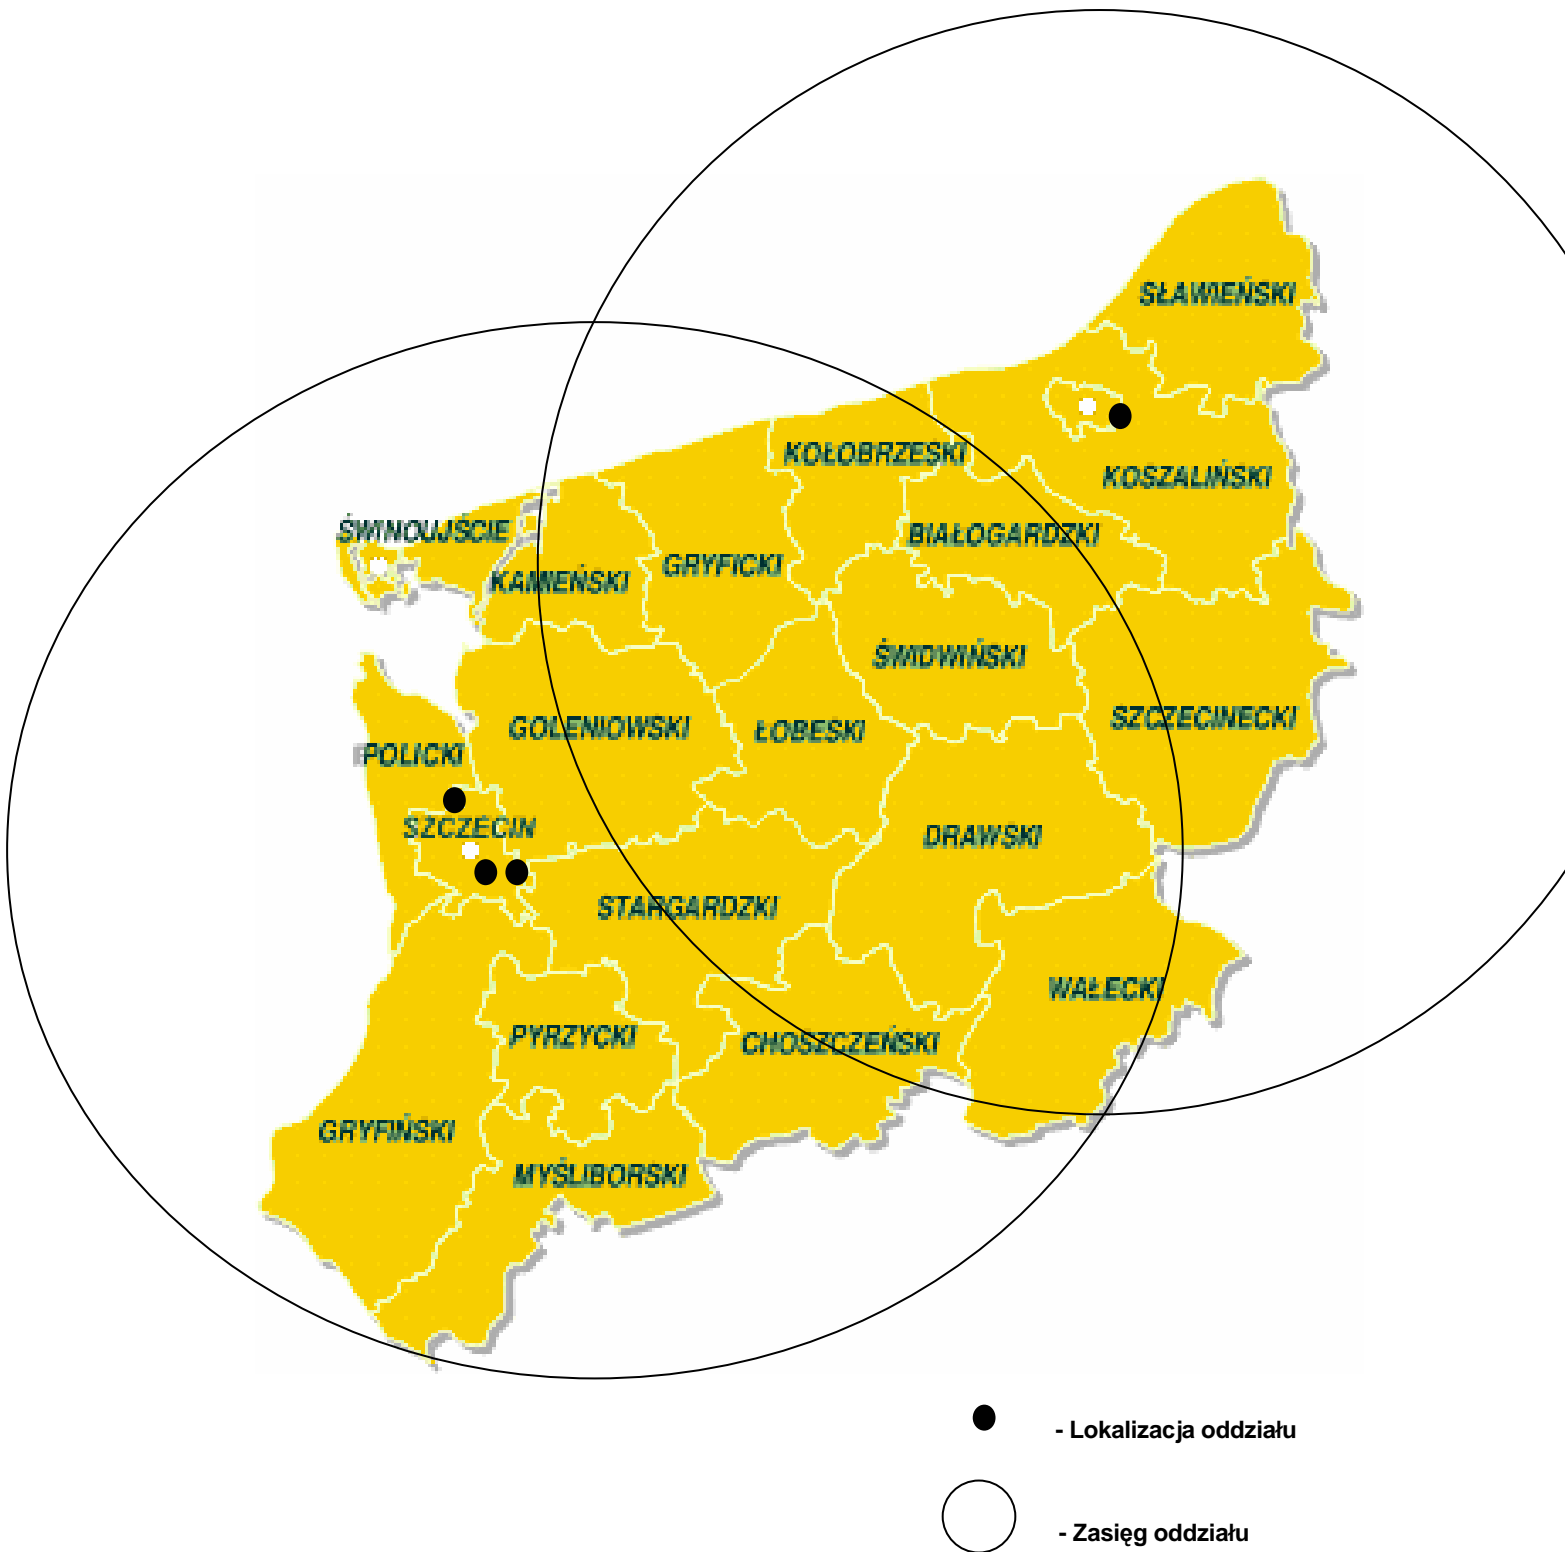 SŁAWIEŃSKI
KOŁOBRZESKI
KOSZALIŃSKI
ŚWINOUJŚCIE
BIAŁOGARDZKI
KAMIEŃSKI
GRYFICKI
ŚWIDWIŃSKI
SZCZECINECKI
GOLENIOWSKI
ŁOBESKI
POLICKI
SZCZECIN
DRAWSKI
STARGARDZKI
WAŁECKI
PYRZYCKI
CHOSZCZEŃSKI
GRYFIŃSKI
MYŚLIBORSKI
- Lokalizacja oddziału
- Zasięg oddziału